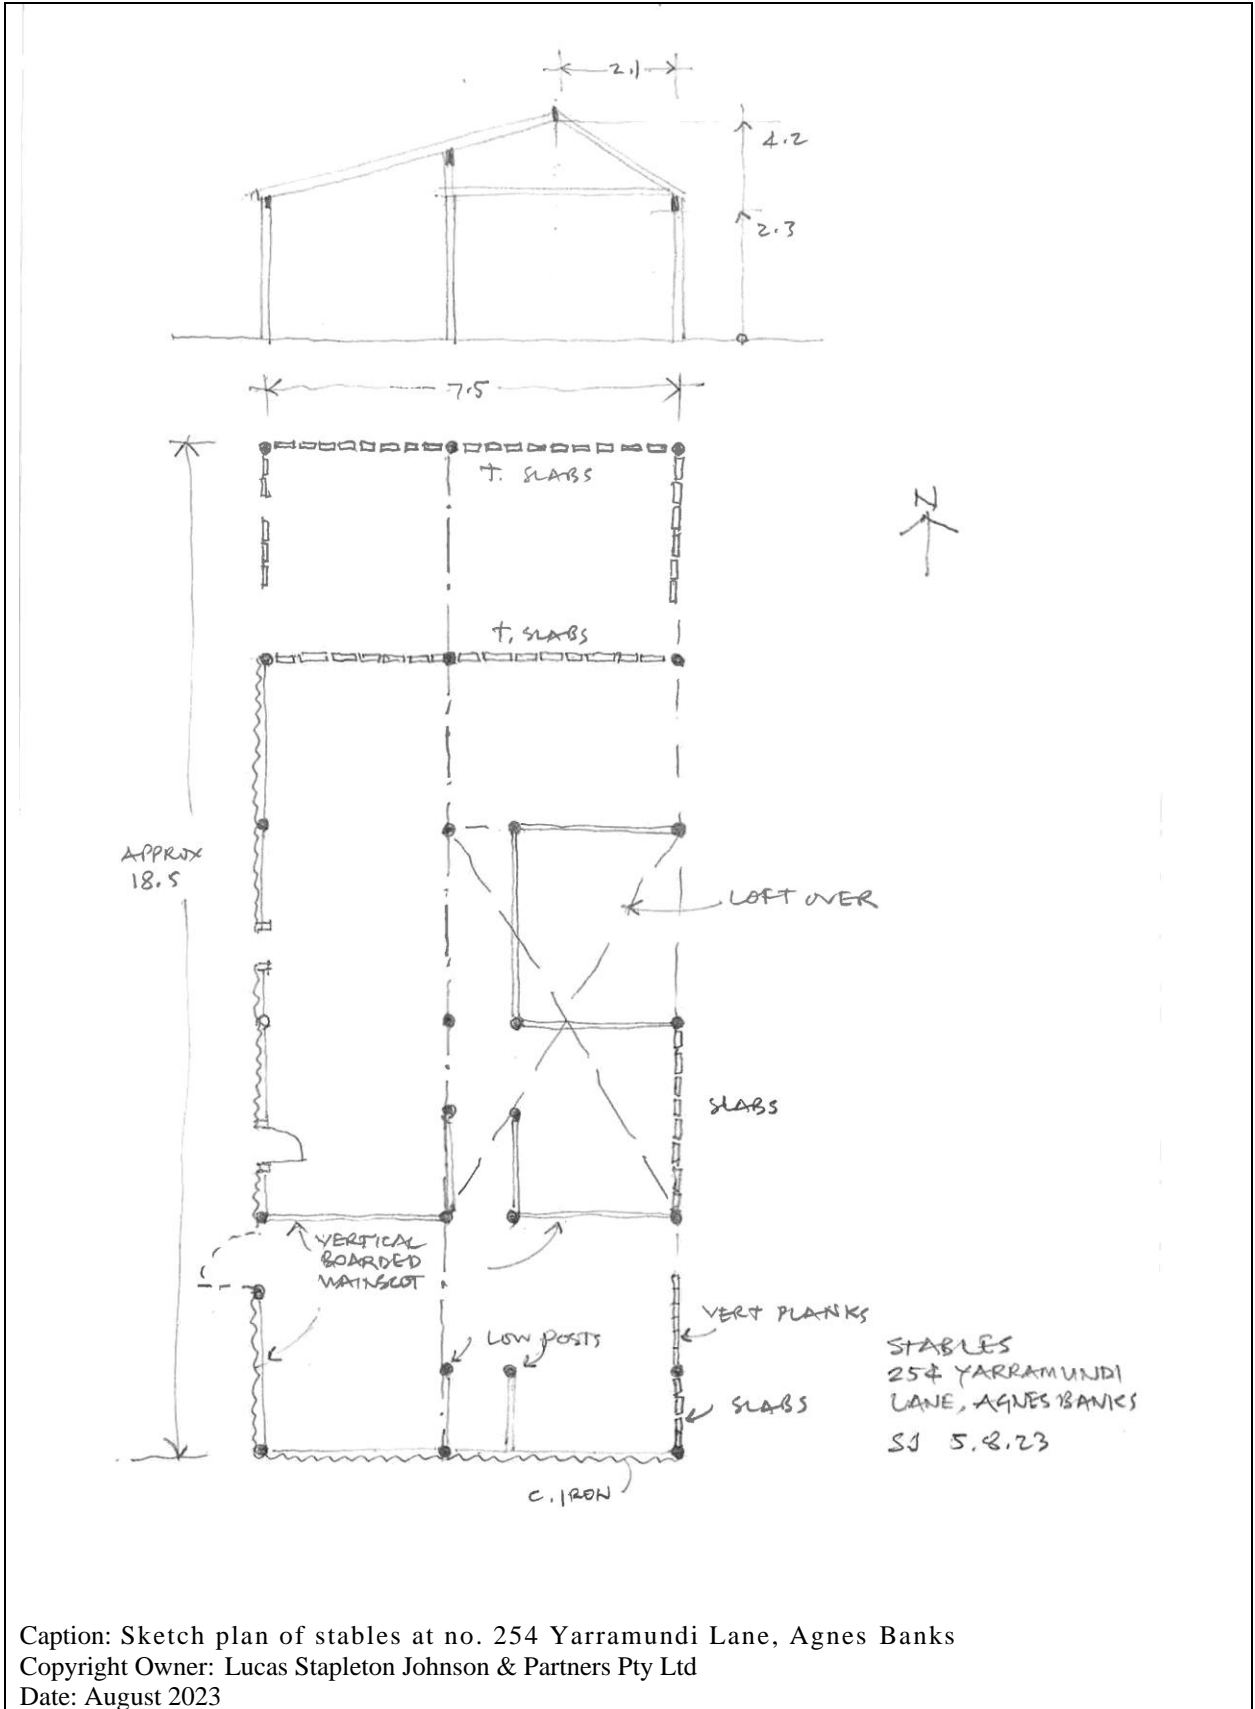 2.1
4.2
2.3
7.5
T. SLABS
N
T. SLABS
APPROX
18.5
LOFT OVER
SLABS
VERTICAL
BOARDED
WAINSCOT
VERT PLANKS
LOW POSTS
SLABS
STABLES
254 YARRAMUNDI
LANE, AGNES BANKS
SJ 5.8.23
C. IRON
Caption: Sketch plan of stables at no. 254 Yarramundi Lane, Agnes Banks
Copyright Owner: Lucas Stapleton Johnson & Partners Pty Ltd
Date: August 2023